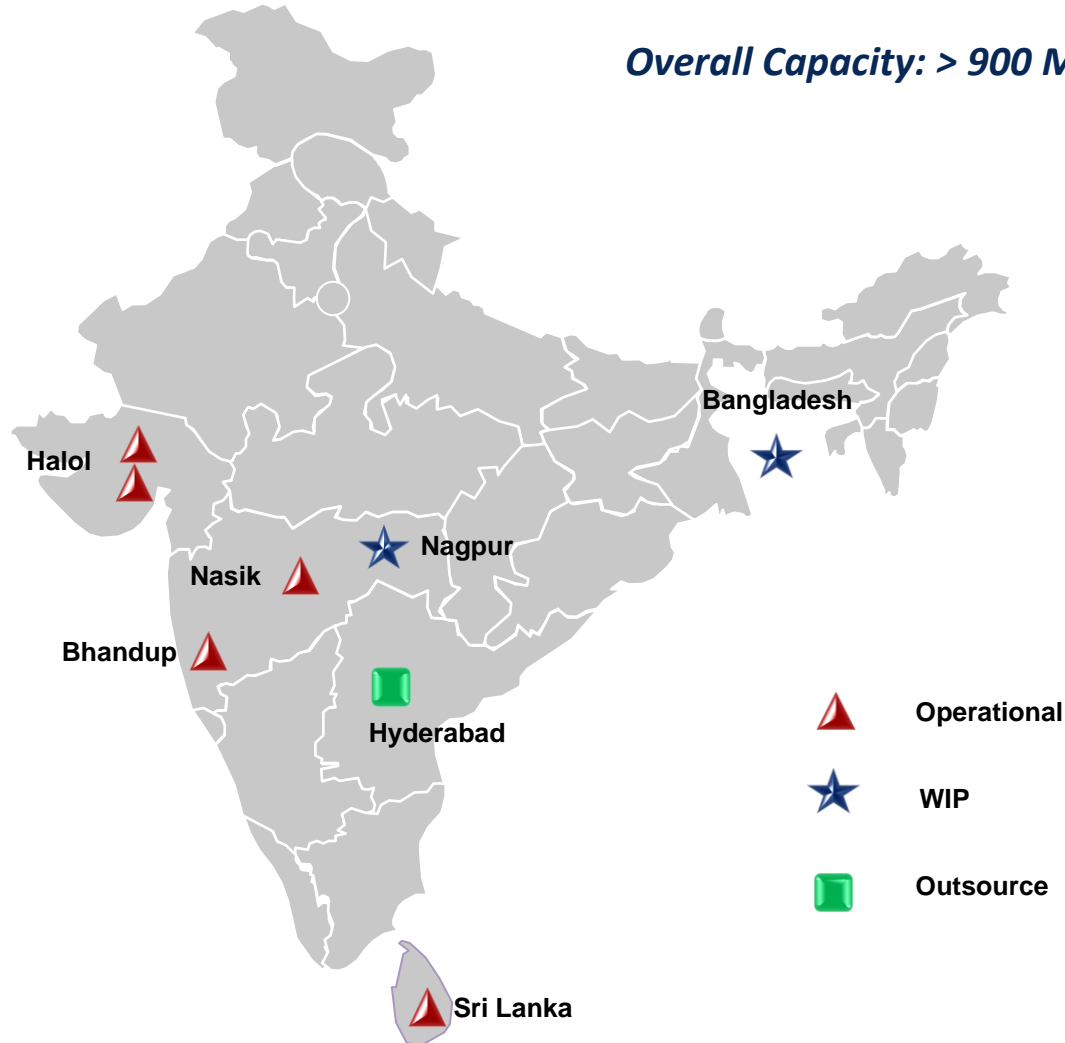 Overall Capacity: > 900 M
Bangladesh
Halol
Nagpur
Nasik
Bhandup
Hyderabad
Operational
WIP
Outsource
Sri Lanka